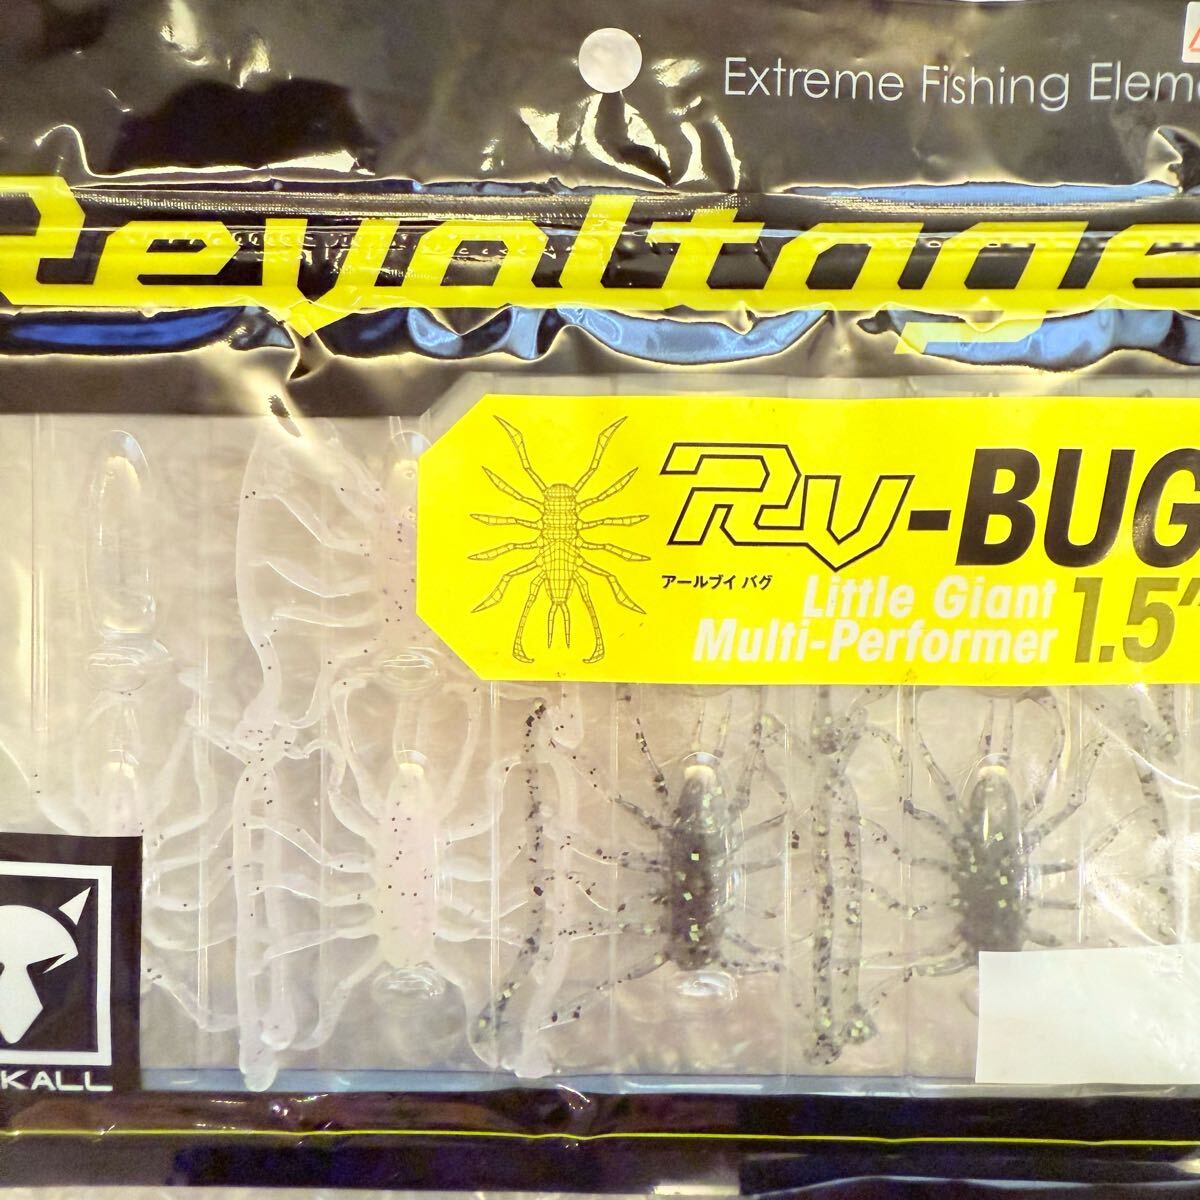 Extreme Fishing Eleme
Revoltage
RV-BUG
アールブイ バグ
Little Giant
Multi-Performer
1.5"
KALL